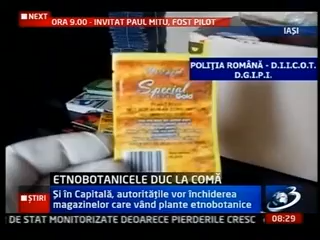 NEXT
ORA 9.00 - INVITAT PAUL MITU, FOST PILOT
IAȘI
POLIȚIA ROMÂNĂ - D.I.I.C.O.T.
D.G.I.P.I.
Special
Gold
ETNOBOTANICELE DUC LA COMĂ
ȘTIRI
Și în Capitală, autoritățile vor închiderea
magazinelor care vând plante etnobotanice
3
DE STAT MONITORIZATE DEOARECE PIERDERILE CRESC
08:29